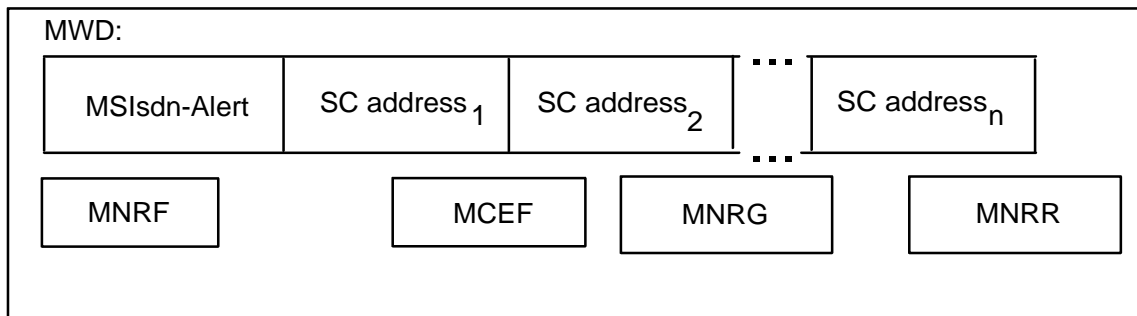 MWD:
MSIsdn-Alert SC address1 SC address2 ... SC addressn
...
MNRF MCEF MNRG MNRR